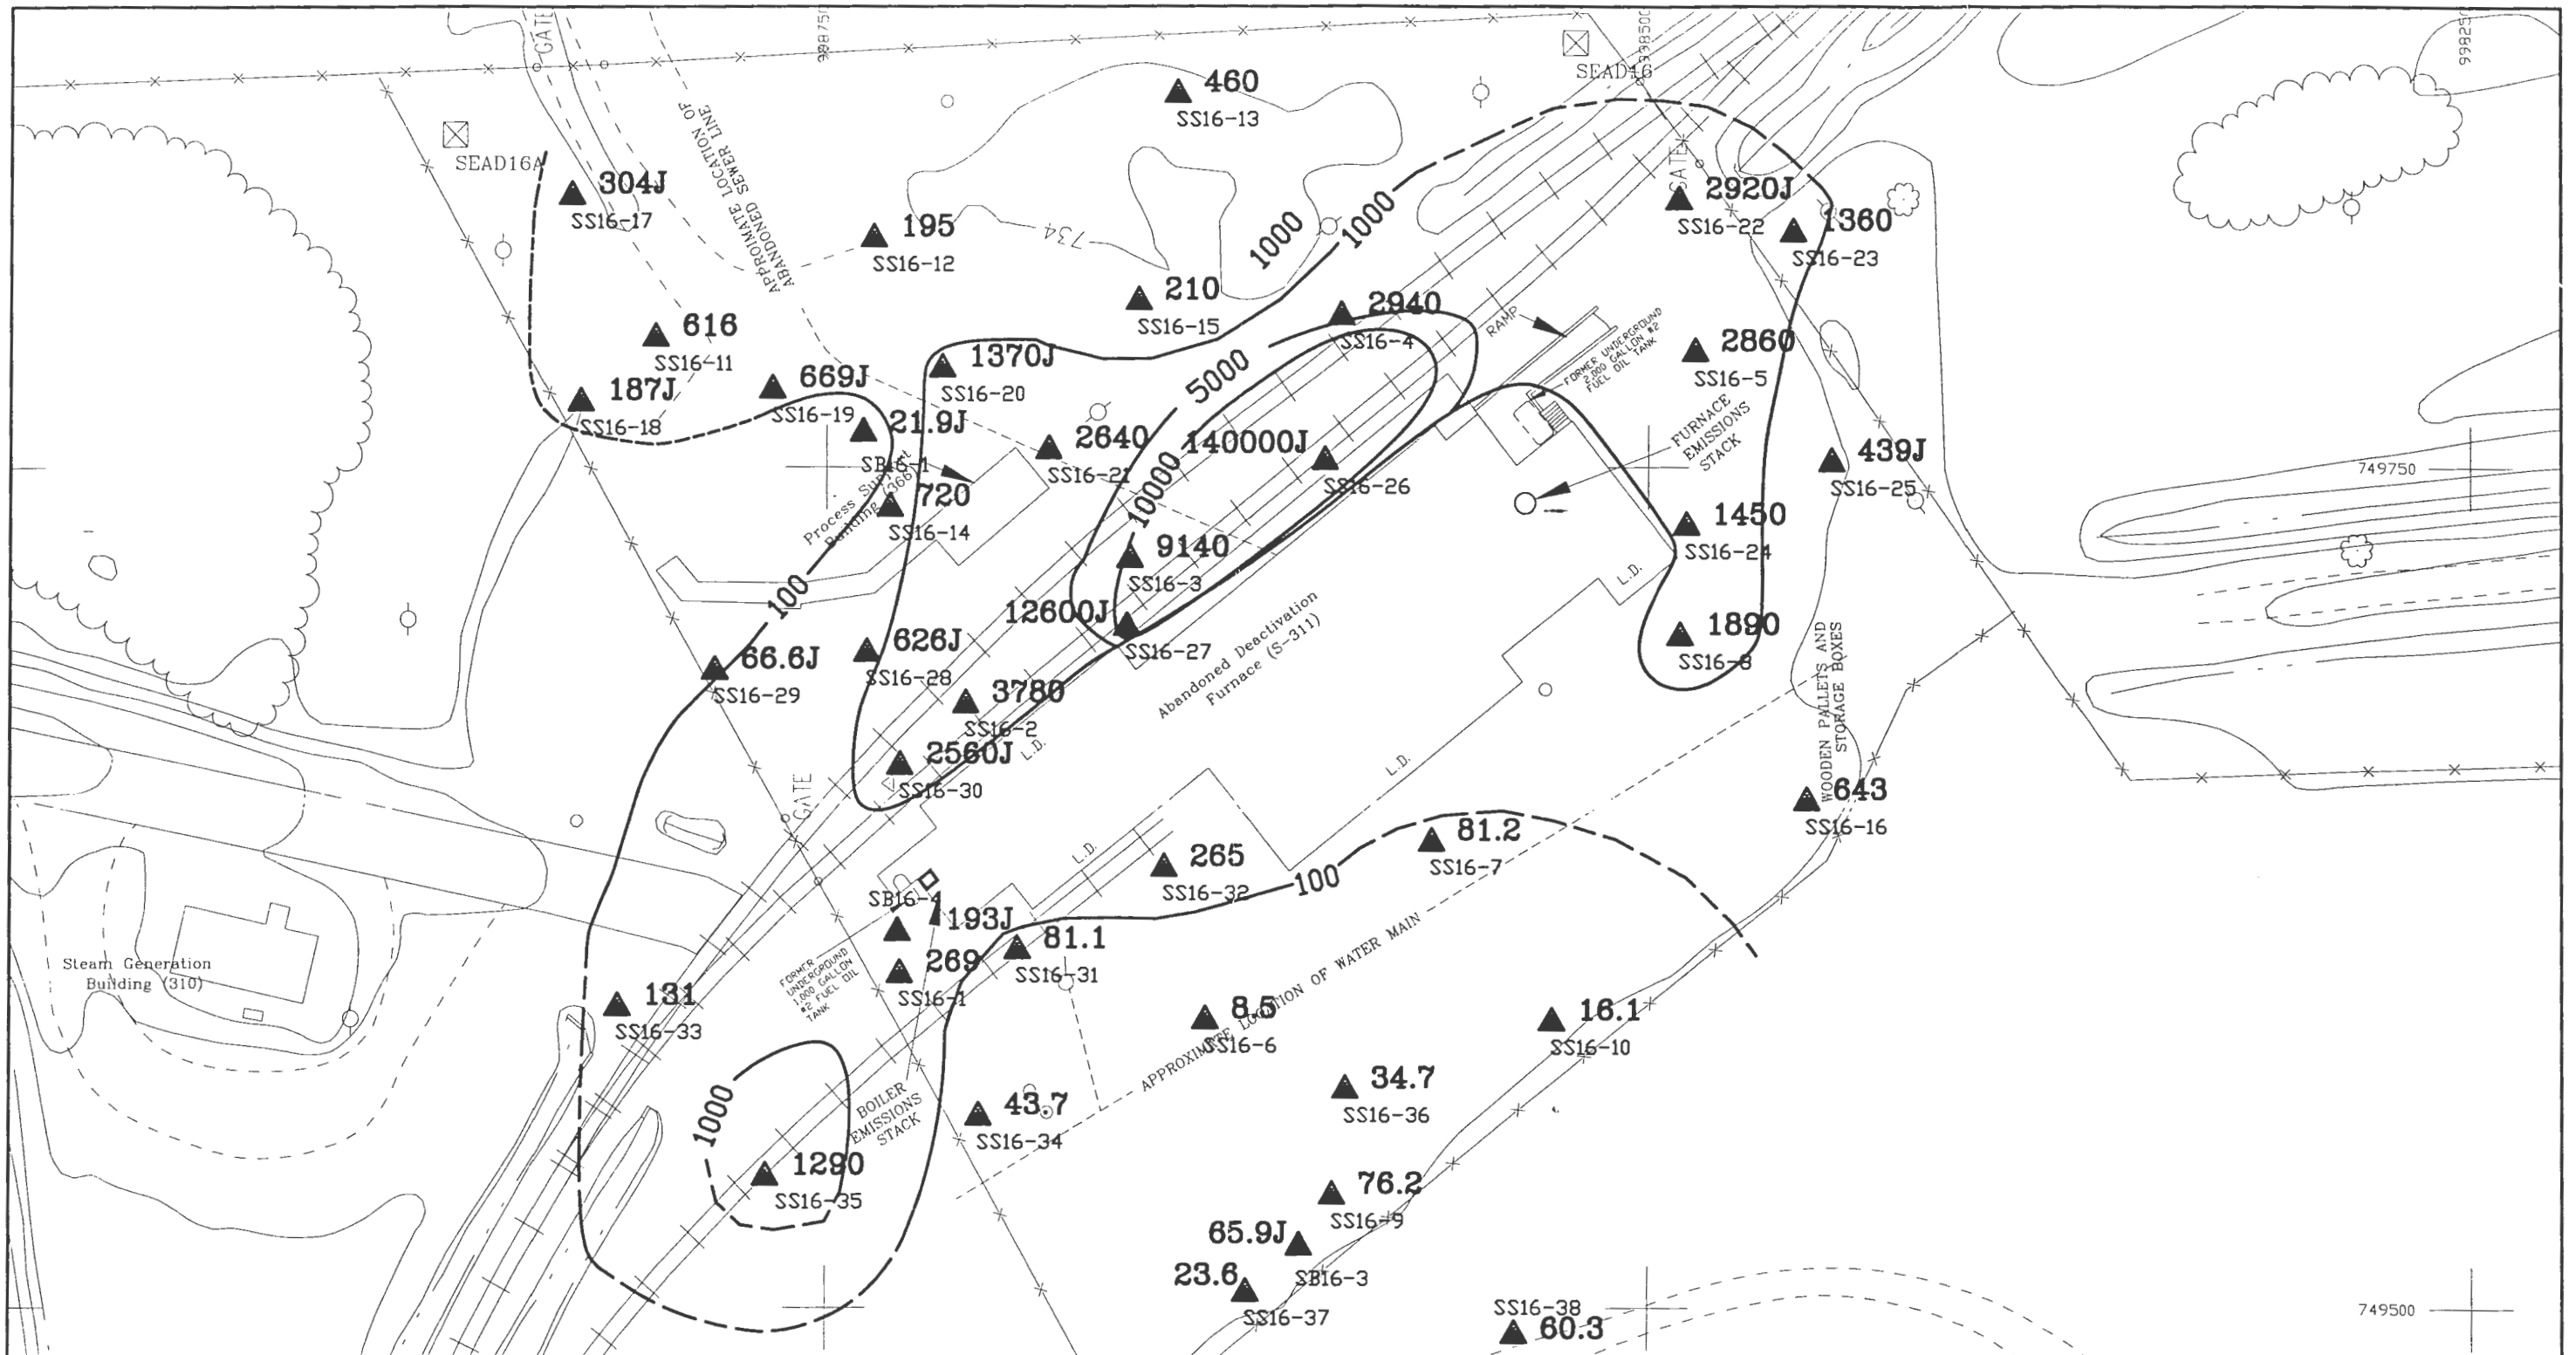 GATE
998750
998500
99825
SEAD16
460
SS16-13
SEAD16A
APPROIMATE LOCATION OF
ABANDONED
SEWER LINE
304J
SS16-17
195
SS16-12
734
1000
1000
GATE
2920J
SS16-22
1360
SS16-23
210
SS16-15
2940
SS16-4
RAMP
FORMER UNDERGROUND
2,000 GALLON #2
FUEL OIL TANK
616
SS16-11
1370J
SS16-20
5000
2860
SS16-5
187J
SS16-18
669J
SS16-19
21.9J
SB16-1
2640
SS16-21
10000
140000J
SS16-26
FURNACE
EMISSIONS
STACK
439J
SS16-25
749750
Process Support
Building (366)
720
SS16-14
1450
SS16-24
9140
SS16-3
L.D.
100
12600J
SS16-27
Abandoned Deactivation
Furnace (S-311)
1890
SS16-8
66.6J
SS16-29
626J
SS16-28
3780
SS16-2
L.D.
WOODEN PALLETS AND
STORAGE BOXES
2560J
SS16-30
L.D.
GATE
643
SS16-16
L.D.
265
SS16-32
81.2
SS16-7
100
SB16-4
193J
81.1
SS16-31
269
SS16-1
FORMER
UNDERGROUND
1,000 GALLON
#2 FUEL OIL
TANK
Steam Generation
Building (310)
131
SS16-33
8.5
SS16-6
APPROXIMATE LOCATION OF WATER MAIN
16.1
SS16-10
1000
BOILER
EMISSIONS
STACK
43.7
SS16-34
34.7
SS16-36
1290
SS16-35
76.2
SS16-9
65.9J
SB16-3
23.6
SS16-37
SS16-38
60.3
749500